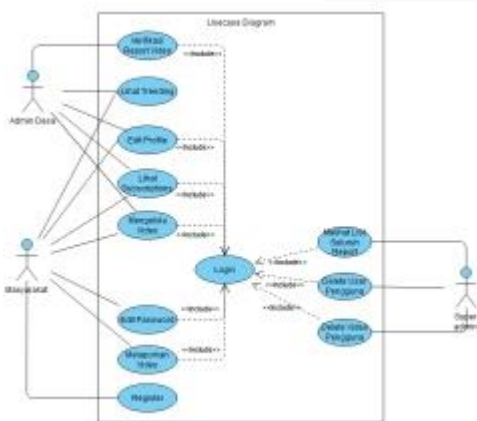 Usecase Diagram
Verifikasi
Report Video
<<Include>>
Lihat Trending
Admin Desa
Edit Profile
<<Include>>
Lihat
Subscriptions
<<Include>>
Mengelola
Video
<<Include>>
Melihat List
Seluruh
Report
<<Include>>
Login
Masyarakat
Delete User
Pengguna
<<Include>>
Super
admin
Edit Password
<<Include>>
Delete Video
Pengguna
<<Include>>
Melaporkan
Video
<<Include>>
Register